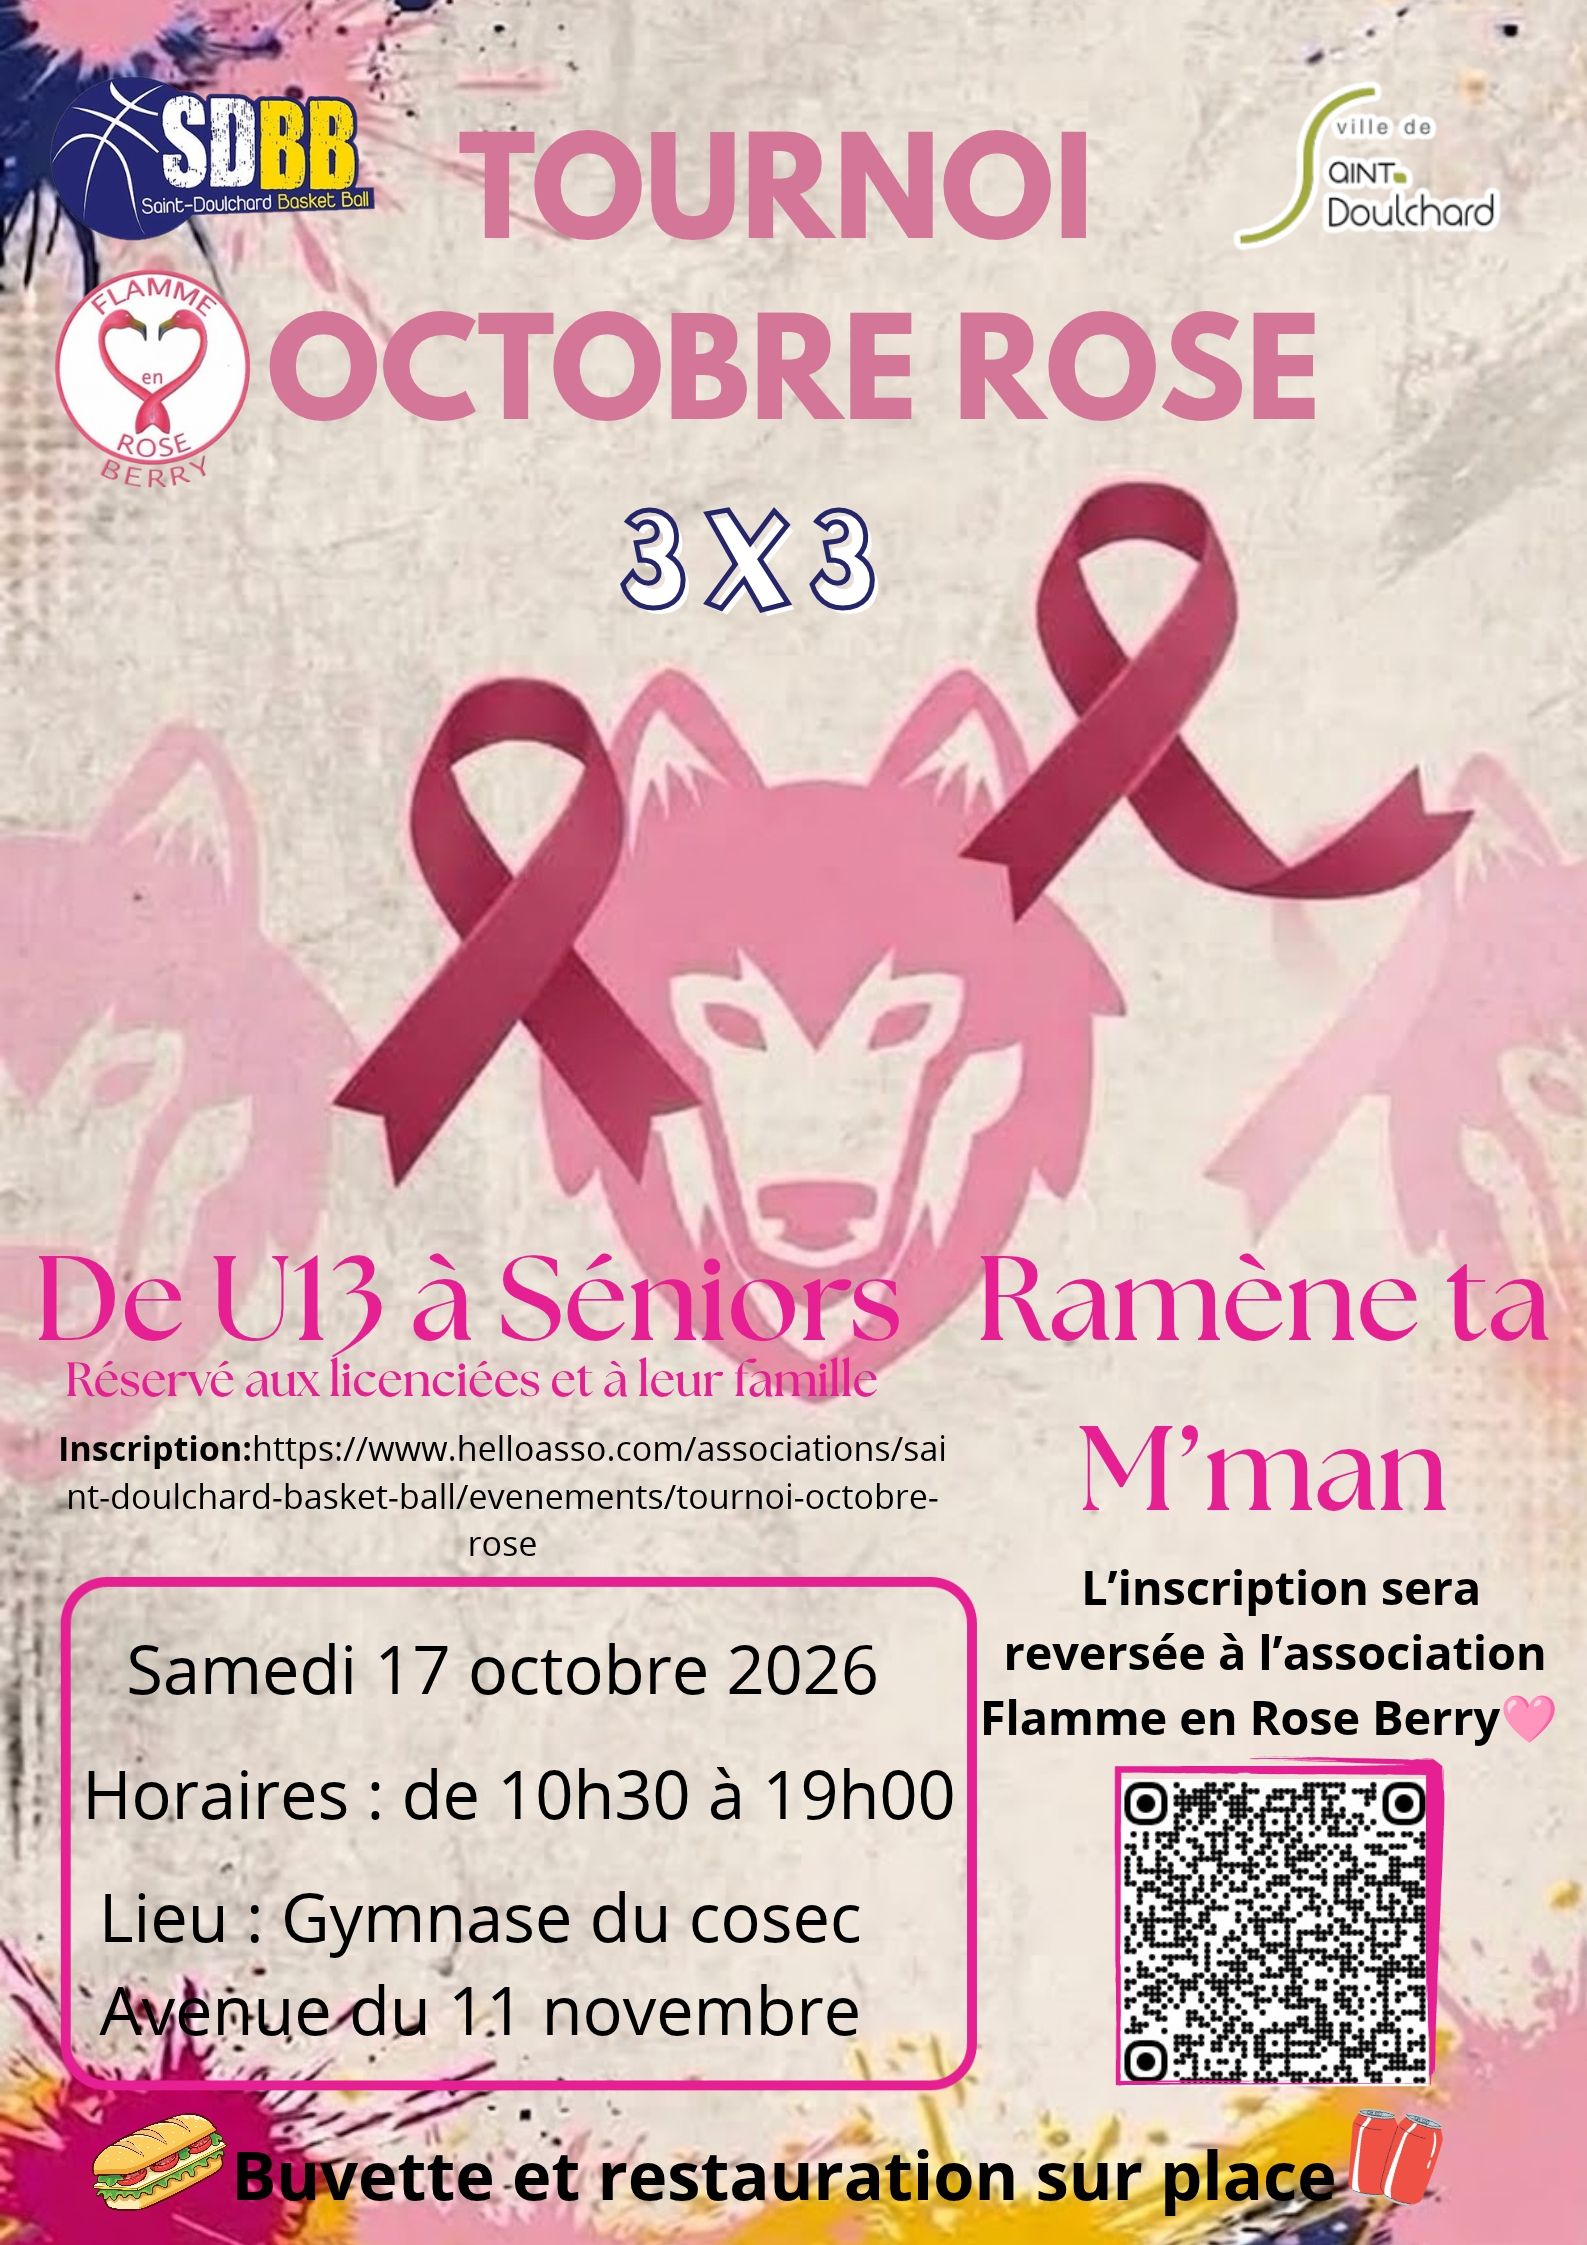 SDBB
Saint-Doulchard Basket Ball
TOURNOI
ville de
SAINT-
Doulchard
FLAMME
en
ROSE
BERRY
OCTOBRE ROSE
3X3
De U13 à Séniors
Réservé aux licenciées et à leur famille
Inscription:https://www.helloasso.com/associations/sai
nt-doulchard-basket-ball/evenements/tournoi-octobre-
rose
Ramène ta
M’man
L’inscription sera
reversée à l’association
Flamme en Rose Berry🩷
Samedi 17 octobre 2026
Horaires : de 10h30 à 19h00
Lieu : Gymnase du cosec
Avenue du 11 novembre
Buvette et restauration sur place